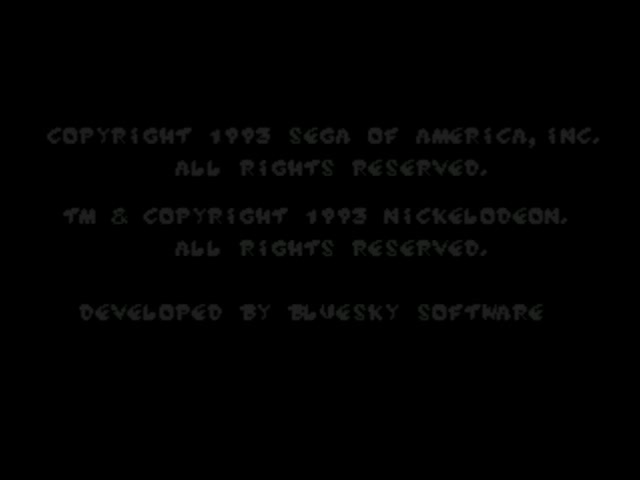 COPYRIGHT 1993 SEGA OF AMERICA, INC.
ALL RIGHTS RESERVED.
TM & COPYRIGHT 1993 NICKELODEON.
ALL RIGHTS RESERVED.
DEVELOPED BY BLUESKY SOFTWARE